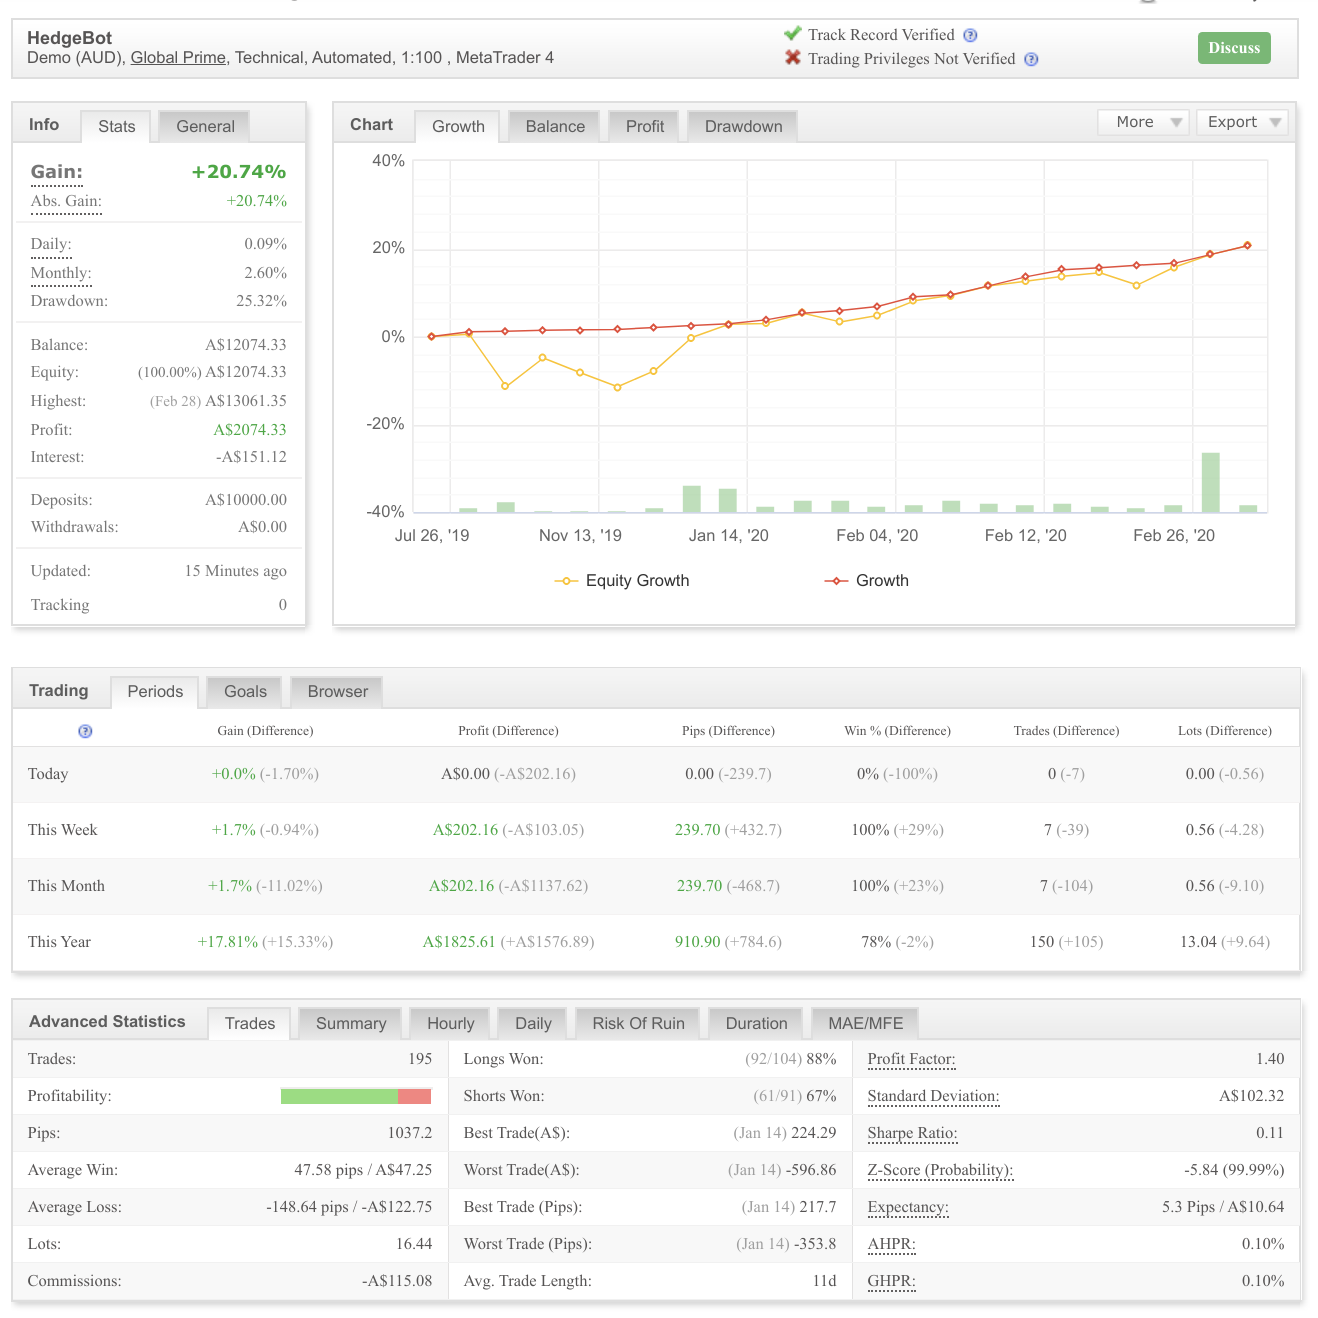 HedgeBot
Demo (AUD), Global Prime, Technical, Automated, 1:100 , MetaTrader 4
Track Record Verified ?
Trading Privileges Not Verified ?
Discuss
Info Stats General
Gain: +20.74%
Abs. Gain: +20.74%
Daily: 0.09%
Monthly: 2.60%
Drawdown: 25.32%
Balance: A$12074.33
Equity: (100.00%) A$12074.33
Highest: (Feb 28) A$13061.35
Profit: A$2074.33
Interest: -A$151.12
Deposits: A$10000.00
Withdrawals: A$0.00
Updated: 15 Minutes ago
Tracking 0
Chart Growth Balance Profit Drawdown More Export
40%
20%
0%
-20%
-40%
Jul 26, '19 Nov 13, '19 Jan 14, '20 Feb 04, '20 Feb 12, '20 Feb 26, '20
Equity Growth Growth
Trading Periods Goals Browser
? Gain (Difference) Profit (Difference) Pips (Difference) Win % (Difference) Trades (Difference) Lots (Difference)
Today +0.0% (-1.70%) A$0.00 (-A$202.16) 0.00 (-239.7) 0% (-100%) 0 (-7) 0.00 (-0.56)
This Week +1.7% (-0.94%) A$202.16 (-A$103.05) 239.70 (+432.7) 100% (+29%) 7 (-39) 0.56 (-4.28)
This Month +1.7% (-11.02%) A$202.16 (-A$1137.62) 239.70 (-468.7) 100% (+23%) 7 (-104) 0.56 (-9.10)
This Year +17.81% (+15.33%) A$1825.61 (+A$1576.89) 910.90 (+784.6) 78% (-2%) 150 (+105) 13.04 (+9.64)
Advanced Statistics Trades Summary Hourly Daily Risk Of Ruin Duration MAE/MFE
Trades: 195 Longs Won: (92/104) 88% Profit Factor: 1.40
Profitability: Shorts Won: (61/91) 67% Standard Deviation: A$102.32
Pips: 1037.2 Best Trade(A$): (Jan 14) 224.29 Sharpe Ratio: 0.11
Average Win: 47.58 pips / A$47.25 Worst Trade(A$): (Jan 14) -596.86 Z-Score (Probability): -5.84 (99.99%)
Average Loss: -148.64 pips / -A$122.75 Best Trade (Pips): (Jan 14) 217.7 Expectancy: 5.3 Pips / A$10.64
Lots: 16.44 Worst Trade (Pips): (Jan 14) -353.8 AHPR: 0.10%
Commissions: -A$115.08 Avg. Trade Length: 11d GHPR: 0.10%